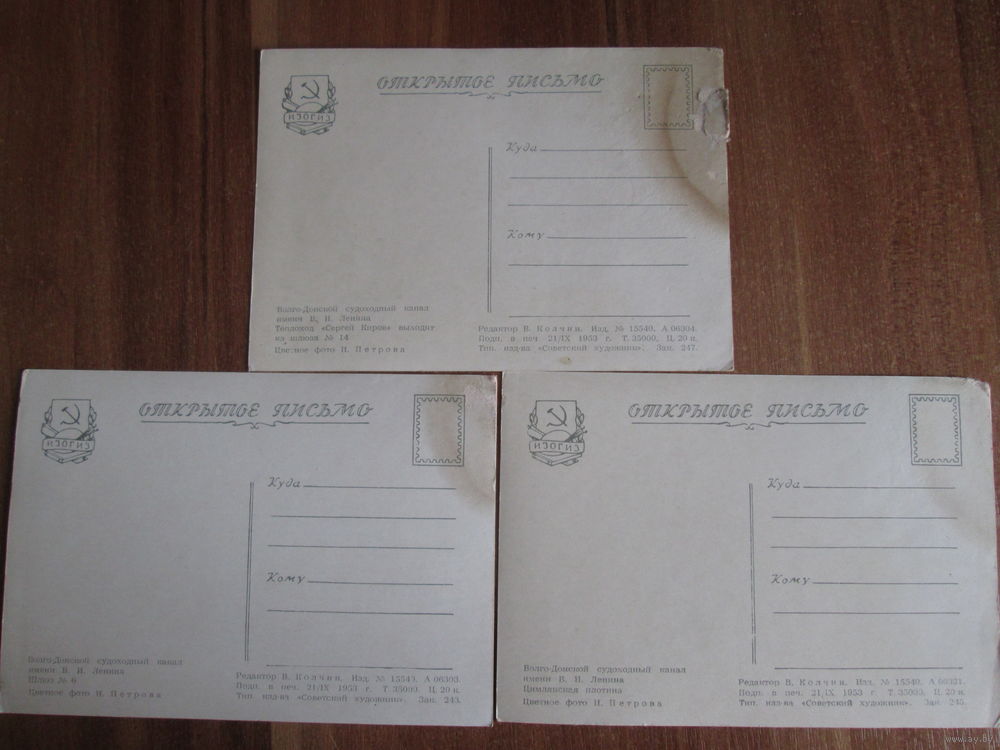 ОТКРЫТОЕ ПИСЬМО
ИЗОГИЗ
Куда
Кому
Волго-Донской судоходный канал
имени В. И. Ленина
Теплоход «Сергей Киров» выходит
из шлюза № 14
Цветное фото И. Петрова
Редактор В. Колчин. Изд. № 15540. А 06304.
Подп. в печ. 21/IX 1953 г. Т. 35000. Ц. 20 к.
Тип. изд-ва «Советский художник». Зак. 247.
ОТКРЫТОЕ ПИСЬМО
ИЗОГИЗ
Куда
Кому
Волго-Донской судоходный канал
имени В. И. Ленина
Шлюз № 6
Цветное фото И. Петрова
Редактор В. Колчин. Изд. № А 06303.
Подп. в печ. 21/IX 1953 г. Т. 35000. Ц. 20 к.
Тип. изд-ва «Советский художник». Зак. 243.
ОТКРЫТОЕ ПИСЬМО
ИЗОГИЗ
Куда
Кому
Волго-Донской судоходный канал
имени В. И. Ленина
Цимлянская плотина
Цветное фото И. Петрова
Редактор В. Колчин. Изд. № 15540. А
Подп. в печ. 21/IX 1953 г. Т. 35000. Ц. 20 к.
Тип. изд-ва «Советский художник». Зак.
www.ay.by